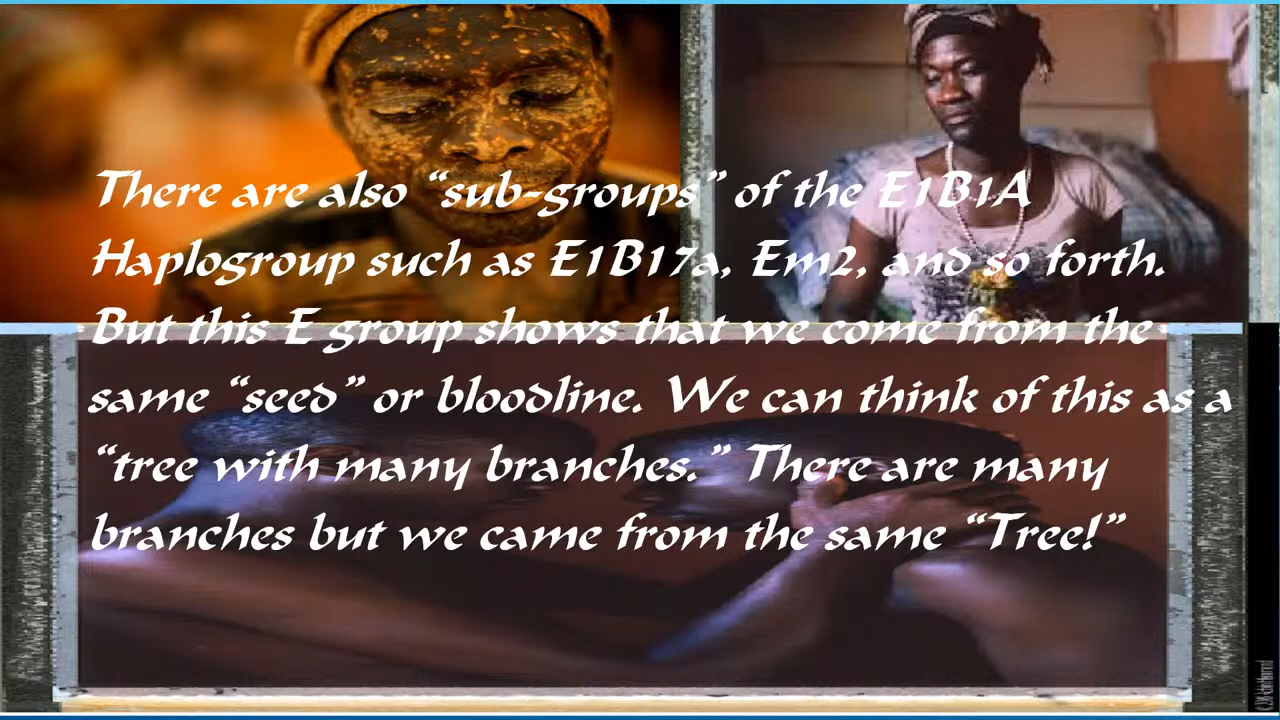 There are also “sub-groups” of the E1B1A
Haplogroup such as E1B17a, Em2, and so forth.
But this E group shows that we come from the
same “seed” or bloodline. We can think of this as a
“tree with many branches.” There are many
branches but we came from the same “Tree!”